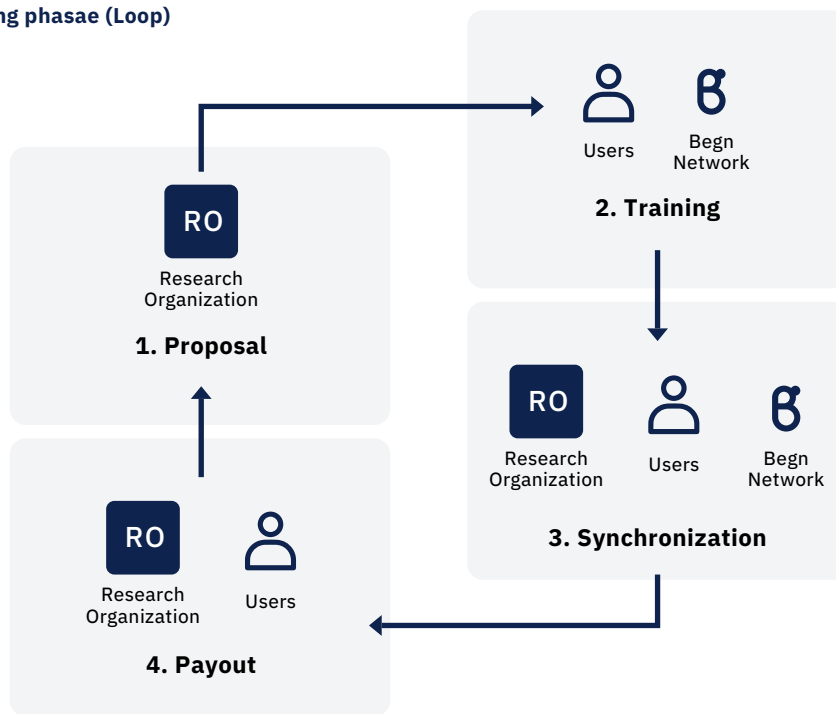 ng phasae (Loop)
Users
Begn
Network
2. Training
RO
Research
Organization
1. Proposal
RO
Research
Organization
Users
Begn
Network
3. Synchronization
RO
Research
Organization
Users
4. Payout